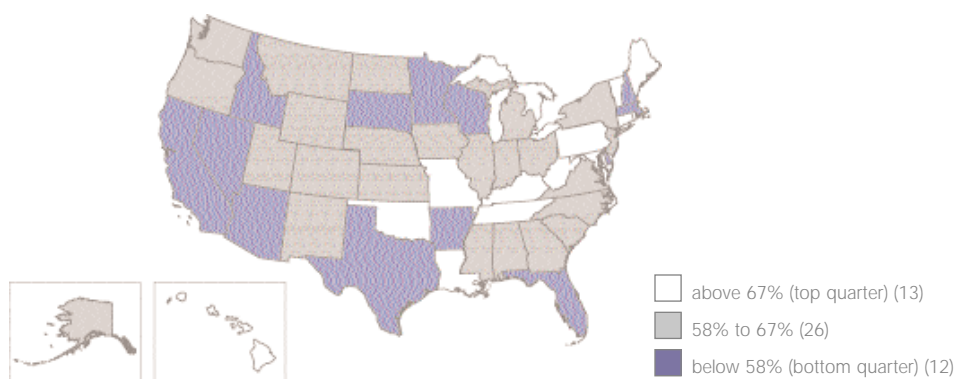 above 67% (top quarter) (13)
58% to 67% (26)
below 58% (bottom quarter) (12)